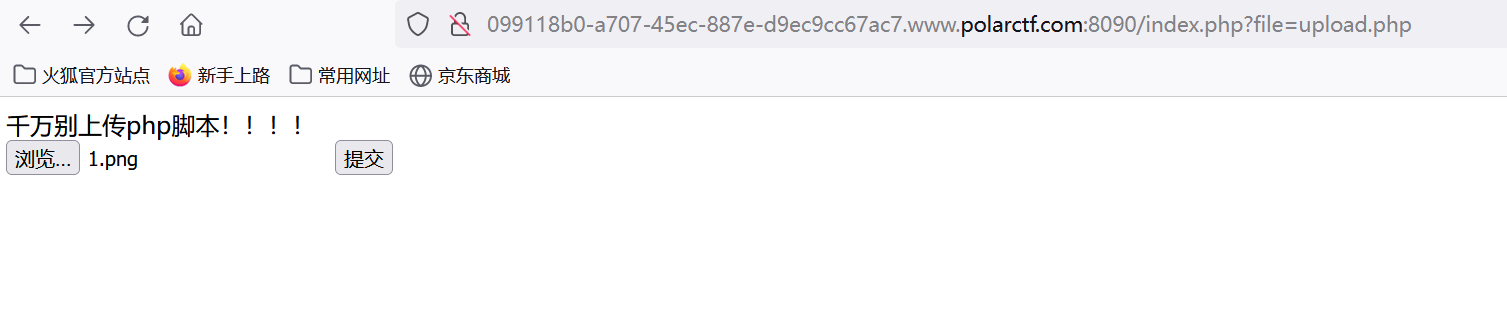 099118b0-a707-45ec-887e-d9ec9cc67ac7.www.polarctf.com:8090/index.php?file=upload.php
火狐官方站点 新手上路 常用网址 京东商城
千万别上传php脚本！！！！
浏览... 1.png 提交